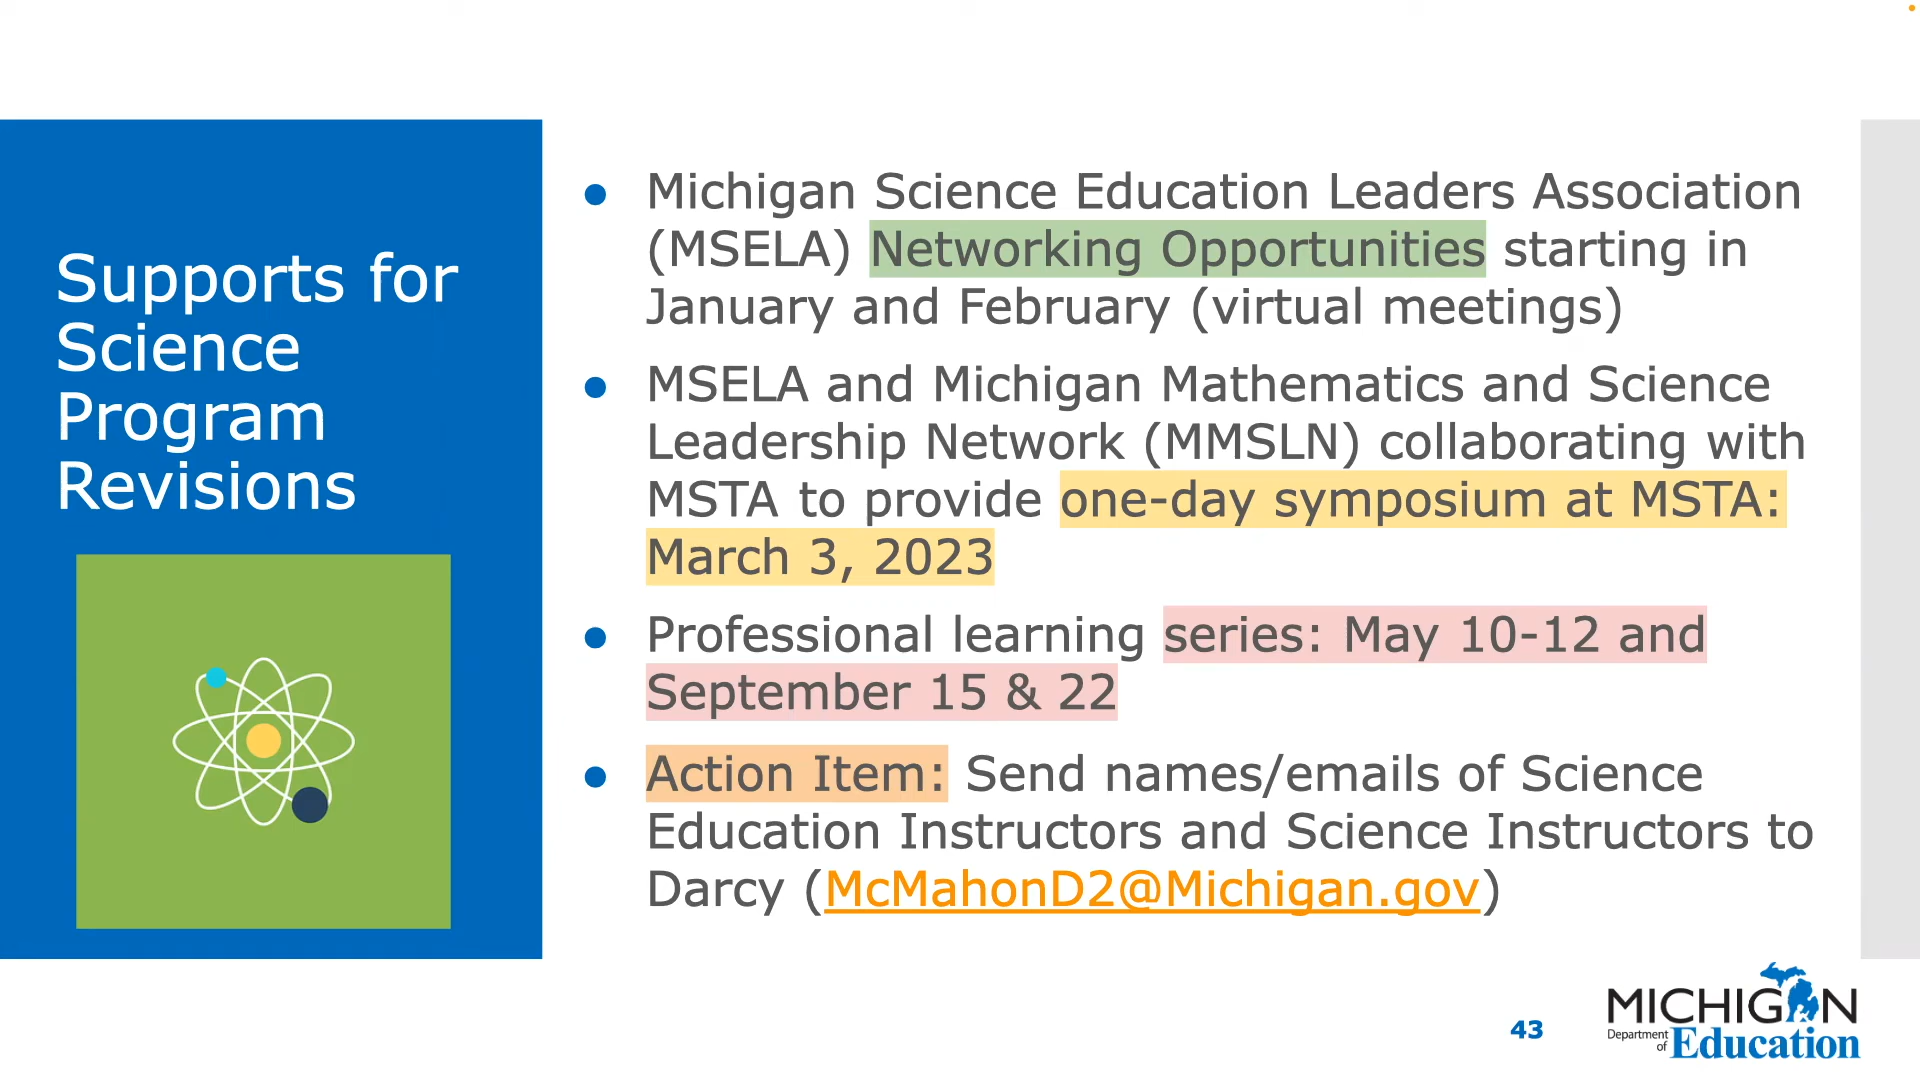 Supports for
Science
Program
Revisions
● Michigan Science Education Leaders Association
(MSELA) Networking Opportunities starting in
January and February (virtual meetings)
● MSELA and Michigan Mathematics and Science
Leadership Network (MMSLN) collaborating with
MSTA to provide one-day symposium at MSTA:
March 3, 2023
● Professional learning series: May 10-12 and
September 15 & 22
● Action Item: Send names/emails of Science
Education Instructors and Science Instructors to
Darcy (McMahonD2@Michigan.gov)
43
MICHIGAN
Department
of Education